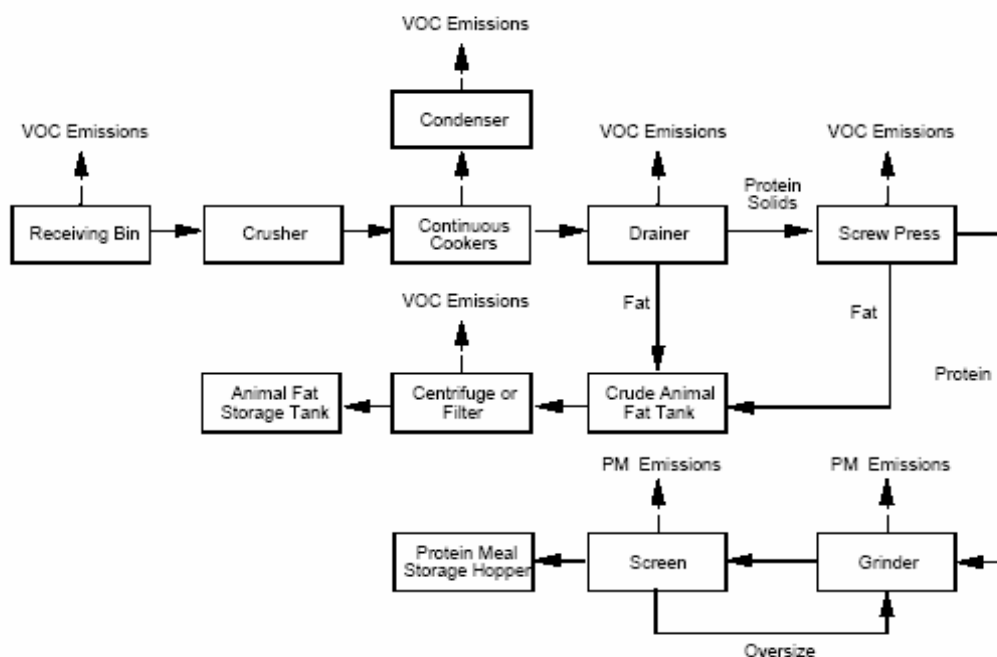 VOC Emissions
Condenser
VOC Emissions
VOC Emissions
VOC Emissions
Protein
Solids
Receiving Bin
Crusher
Continuous
Cookers
Drainer
Screw Press
VOC Emissions
Fat
Fat
Protein
Animal Fat
Storage Tank
Centrifuge or
Filter
Crude Animal
Fat Tank
PM Emissions
PM Emissions
Protein Meal
Storage Hopper
Screen
Grinder
Oversize